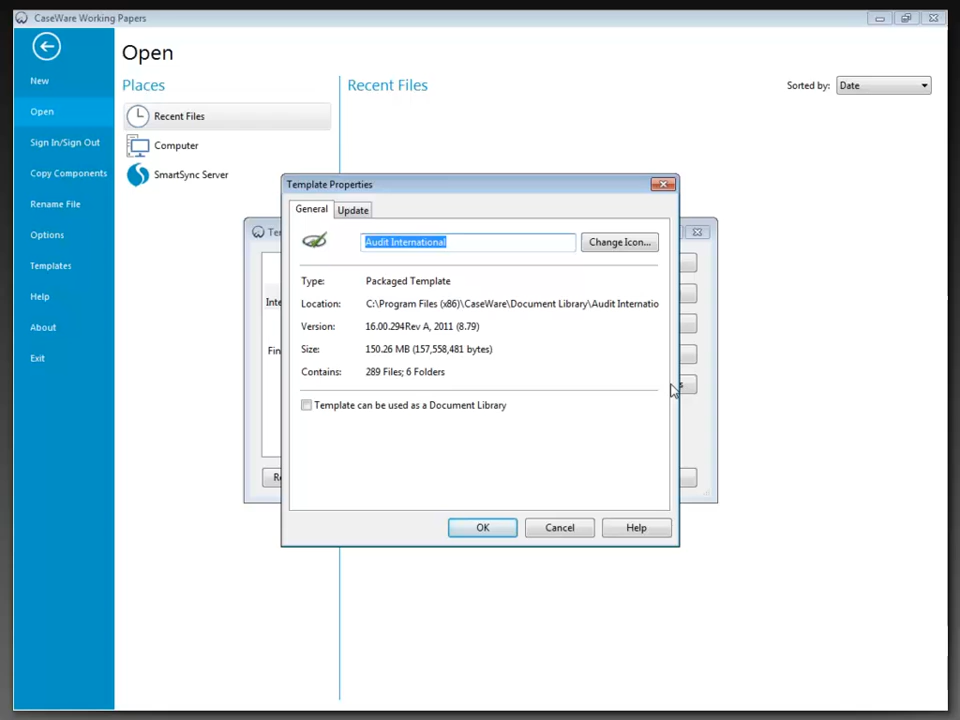 CaseWare Working Papers
Open
New
Open
Sign In/Sign Out
Copy Components
Rename File
Options
Templates
Help
About
Exit
Places
Recent Files
Computer
SmartSync Server
Recent Files
Sorted by: Date
Template Properties
General Update
Audit International Change Icon...
Type: Packaged Template
Location: C:\Program Files (x86)\CaseWare\Document Library\Audit Internatio
Version: 16.00.294Rev A, 2011 (8.79)
Size: 150.26 MB (157,558,481 bytes)
Contains: 289 Files; 6 Folders
Template can be used as a Document Library
OK Cancel Help